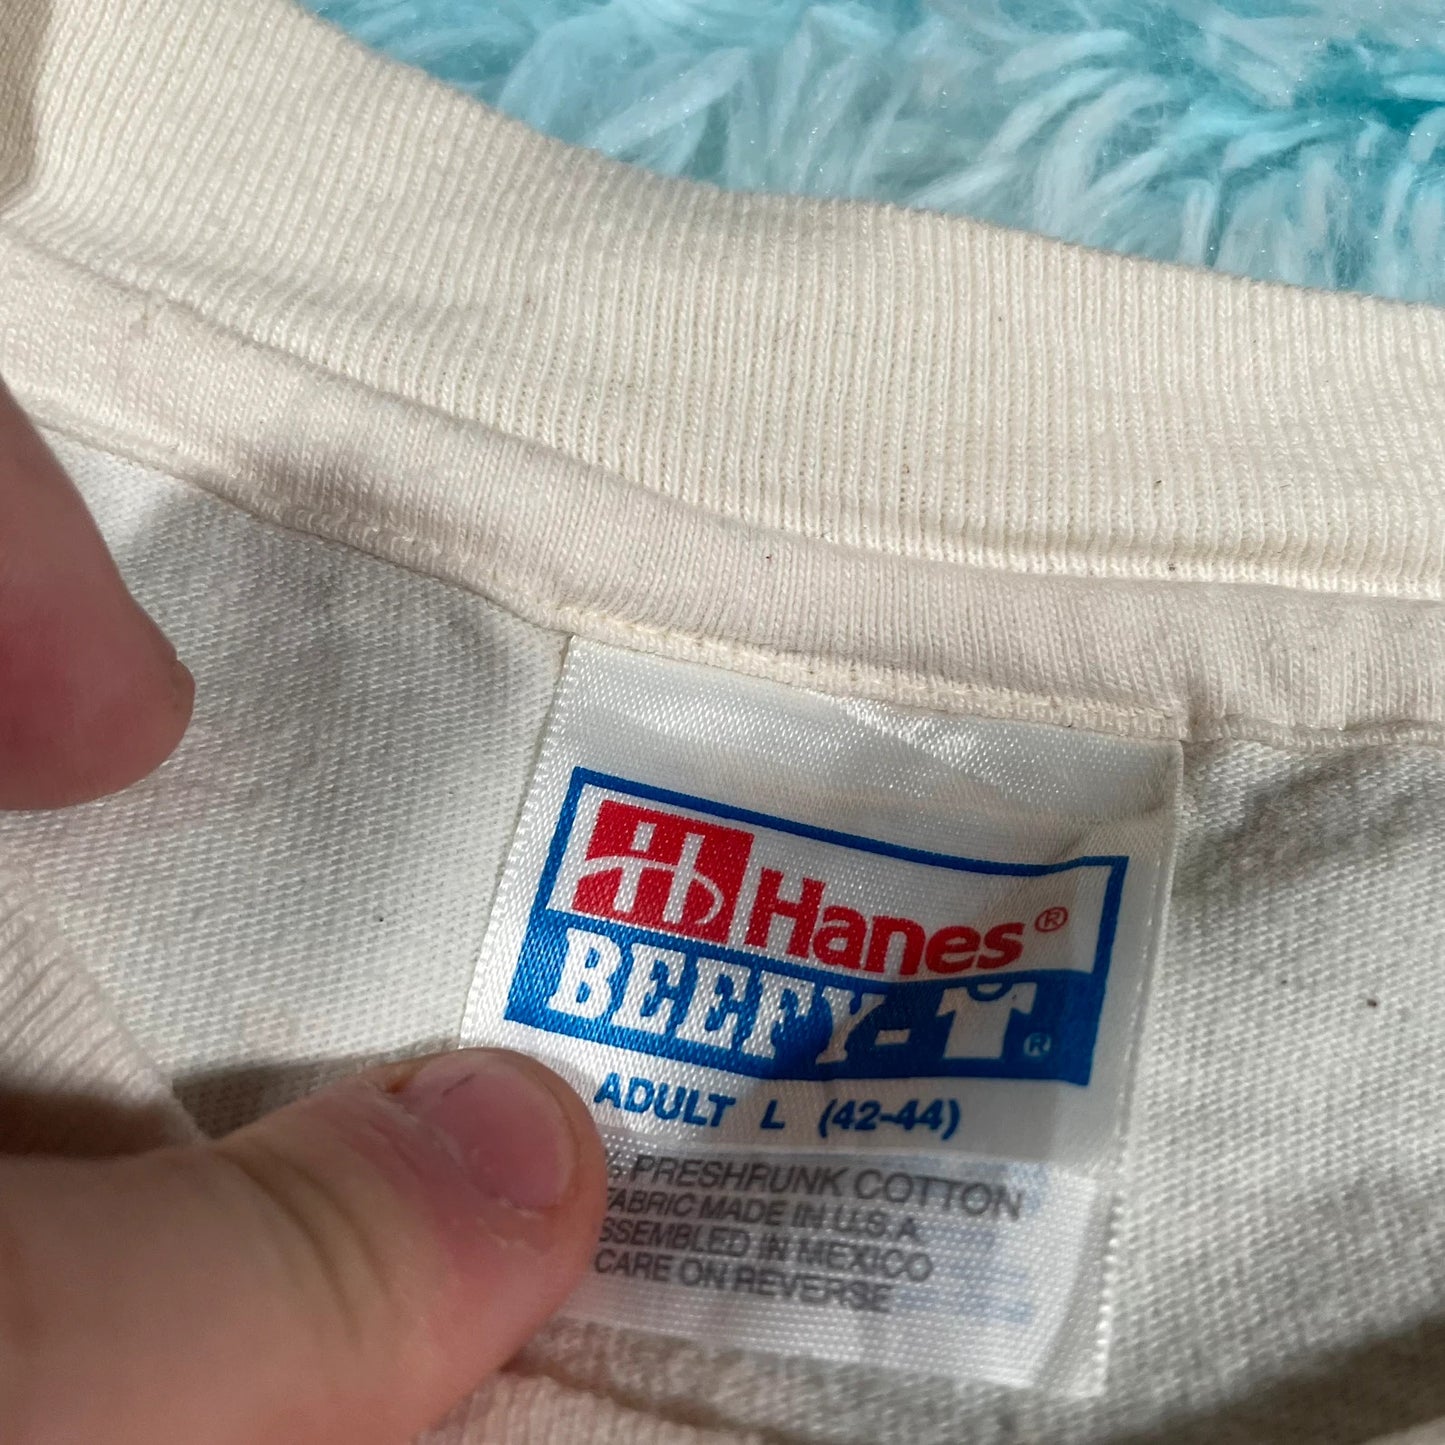 Hanes®
BEEFY-T®
ADULT L (42-44)
% PRESHRUNK COTTON
FABRIC MADE IN U.S.A
SSEMBLED IN MEXICO
CARE ON REVERSE